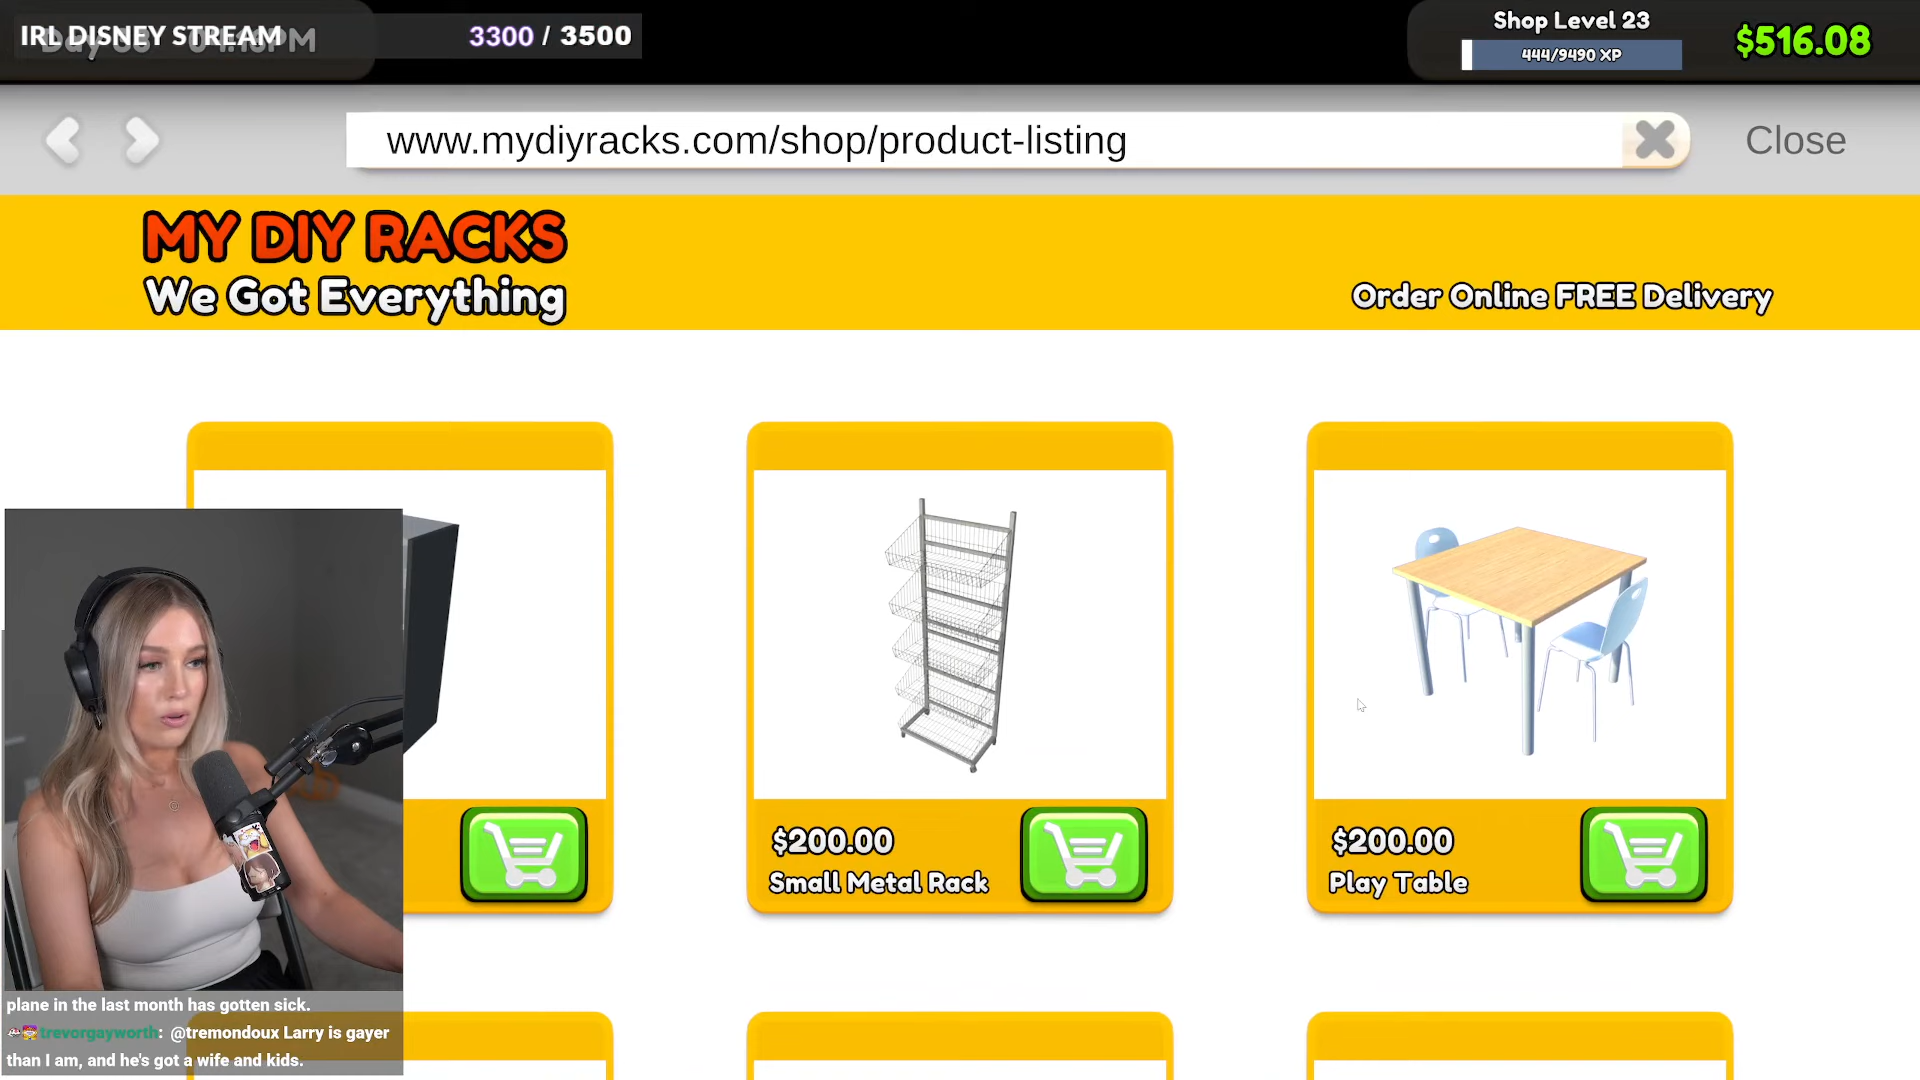 IRL DISNEY STREAM
3300 / 3500
Shop Level 23
444/9490 XP
$516.08
www.mydiyracks.com/shop/product-listing
Close
MY DIY RACKS
We Got Everything
Order Online FREE Delivery
$200.00
Small Metal Rack
$200.00
Play Table
plane in the last month has gotten sick.
trevorgayworth: @tremondoux Larry is gayer
than I am, and he's got a wife and kids.